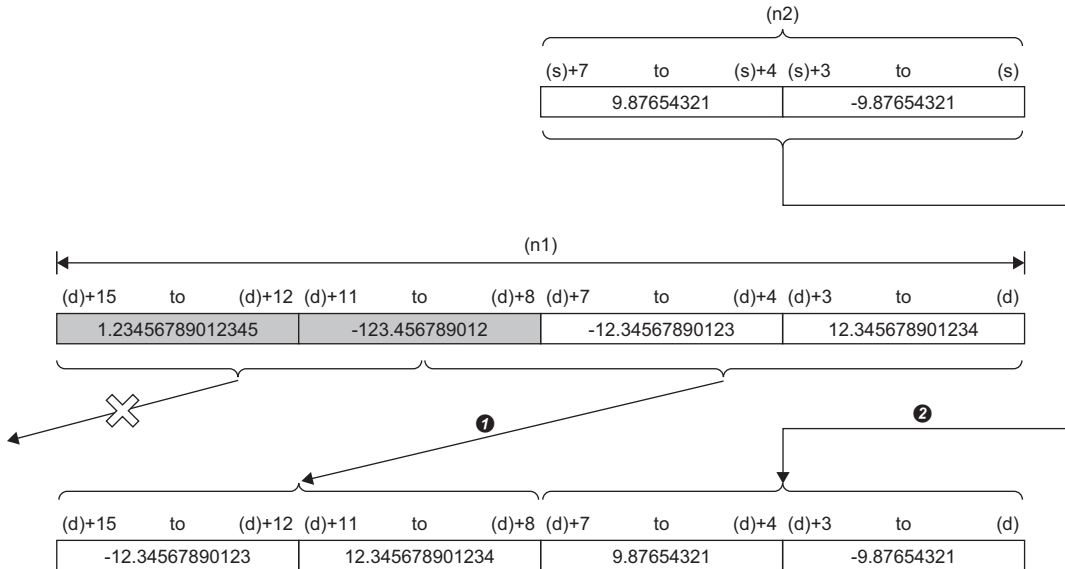 (n2)
(s)+7 to (s)+4 (s)+3 to (s)
9.87654321 -9.87654321
(n1)
(d)+15 to (d)+12 (d)+11 to (d)+8 (d)+7 to (d)+4 (d)+3 to (d)
1.23456789012345 -123.456789012 -12.34567890123 12.345678901234
❶ ❷
(d)+15 to (d)+12 (d)+11 to (d)+8 (d)+7 to (d)+4 (d)+3 to (d)
-12.34567890123 12.345678901234 9.87654321 -9.87654321